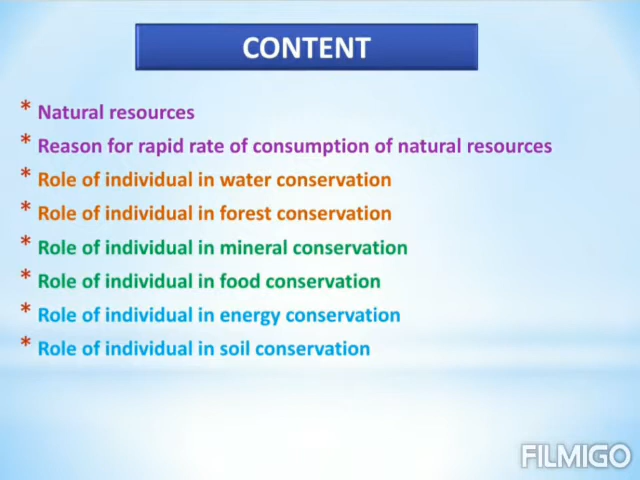 CONTENT
* Natural resources
* Reason for rapid rate of consumption of natural resources
* Role of individual in water conservation
* Role of individual in forest conservation
* Role of individual in mineral conservation
* Role of individual in food conservation
* Role of individual in energy conservation
* Role of individual in soil conservation
FILMIGO